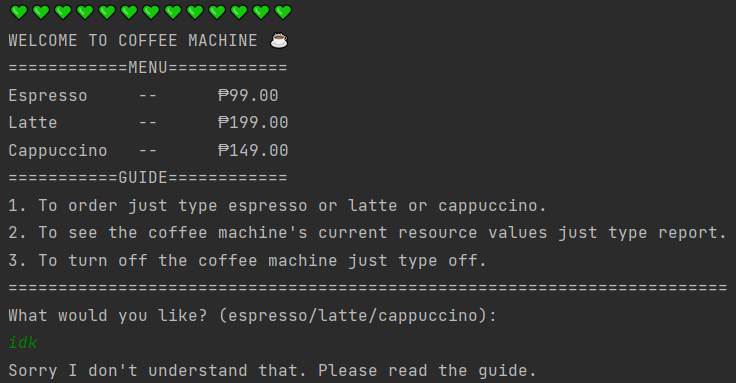 💚💚💚💚💚💚💚💚💚💚💚💚💚
WELCOME TO COFFEE MACHINE ☕
============MENU============
Espresso     --      ₱99.00
Latte        --      ₱199.00
Cappuccino   --      ₱149.00
===========GUIDE============
1. To order just type espresso or latte or cappuccino.
2. To see the coffee machine's current resource values just type report.
3. To turn off the coffee machine just type off.
========================================================================
What would you like? (espresso/latte/cappuccino):
idk
Sorry I don't understand that. Please read the guide.